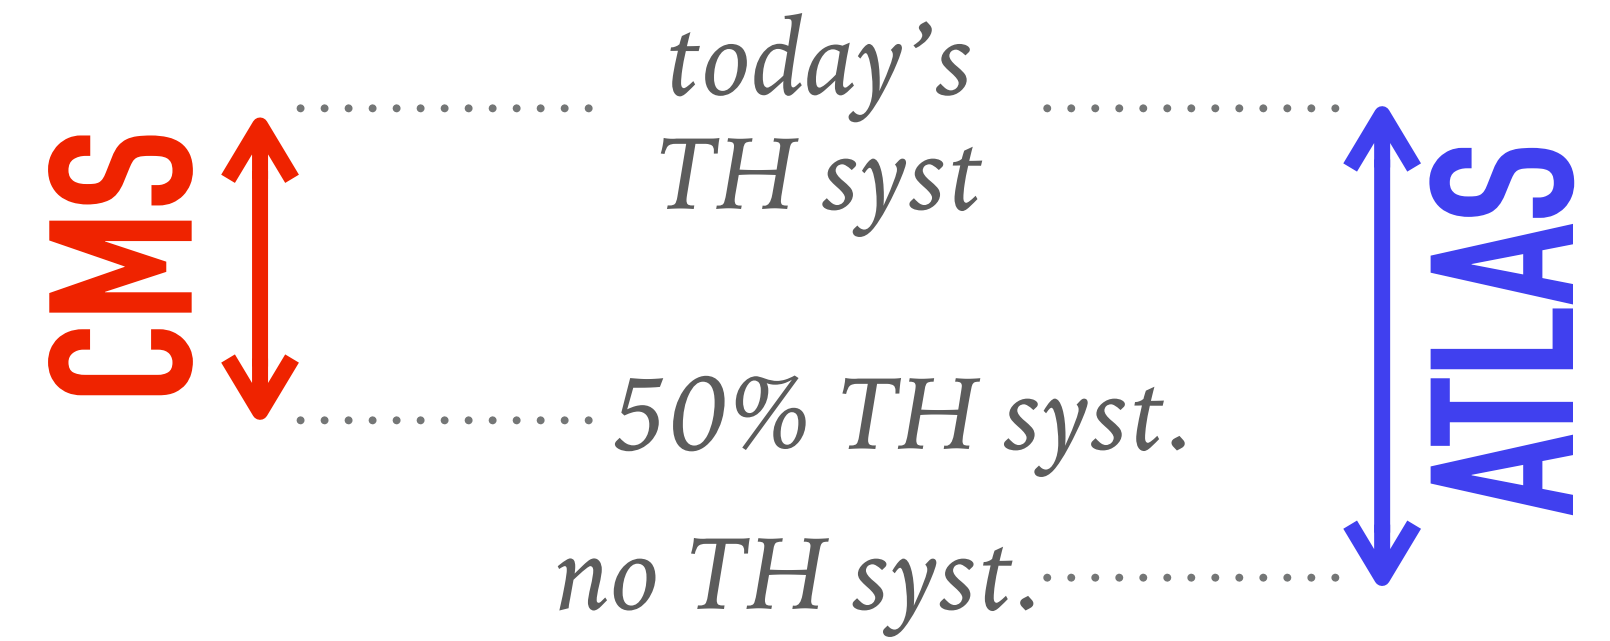 today’s
TH syst
CMS
ATLAS
50% TH syst.
no TH syst.